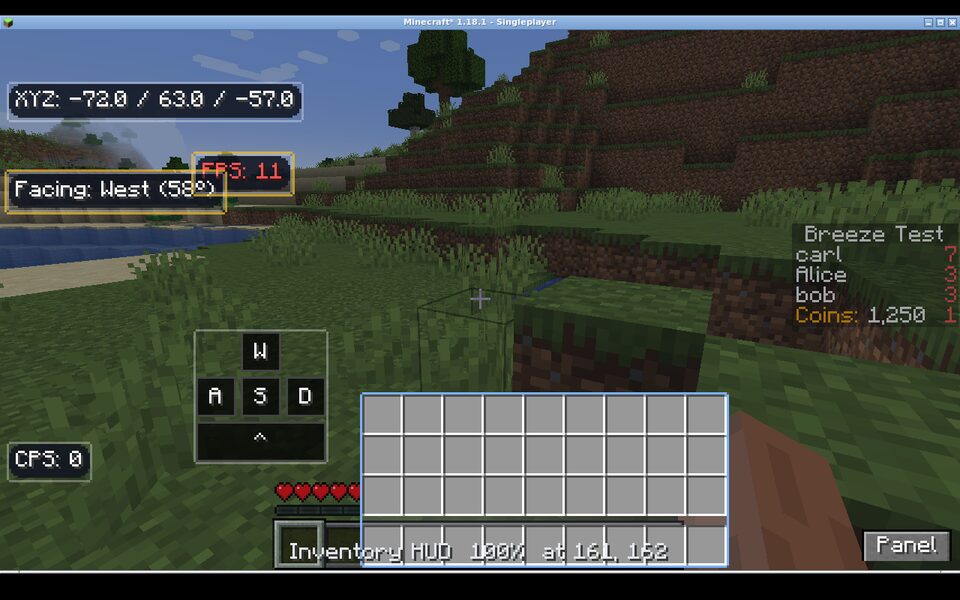 Minecraft* 1.18.1 - Singleplayer
XYZ: -72.0 / 63.0 / -57.0
FPS: 11
Facing: West (58°)
Breeze Test
carl 7
Alice 3
bob 3
Coins: 1,250 1
W
A S D
^
CPS: 0
Inventory HUD 100% at 161, 162
Panel